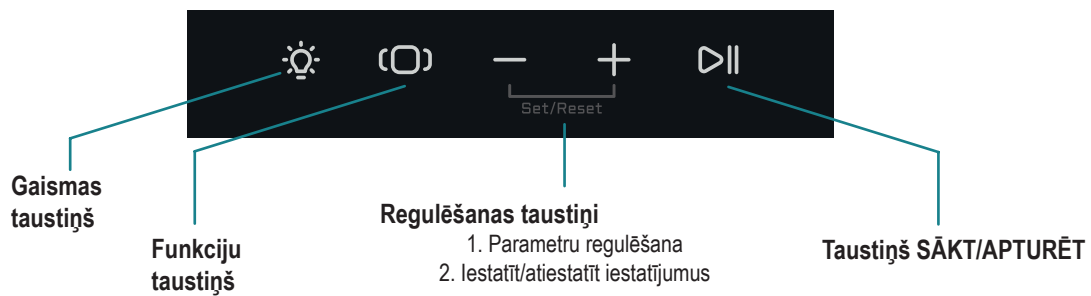 Set/Reset
Gaismas
taustiņš
Funkciju
taustiņš
Regulēšanas taustiņi
1. Parametru regulēšana
2. Iestatīt/atiestatīt iestatījumus
Taustiņš SĀKT/APTURĒT